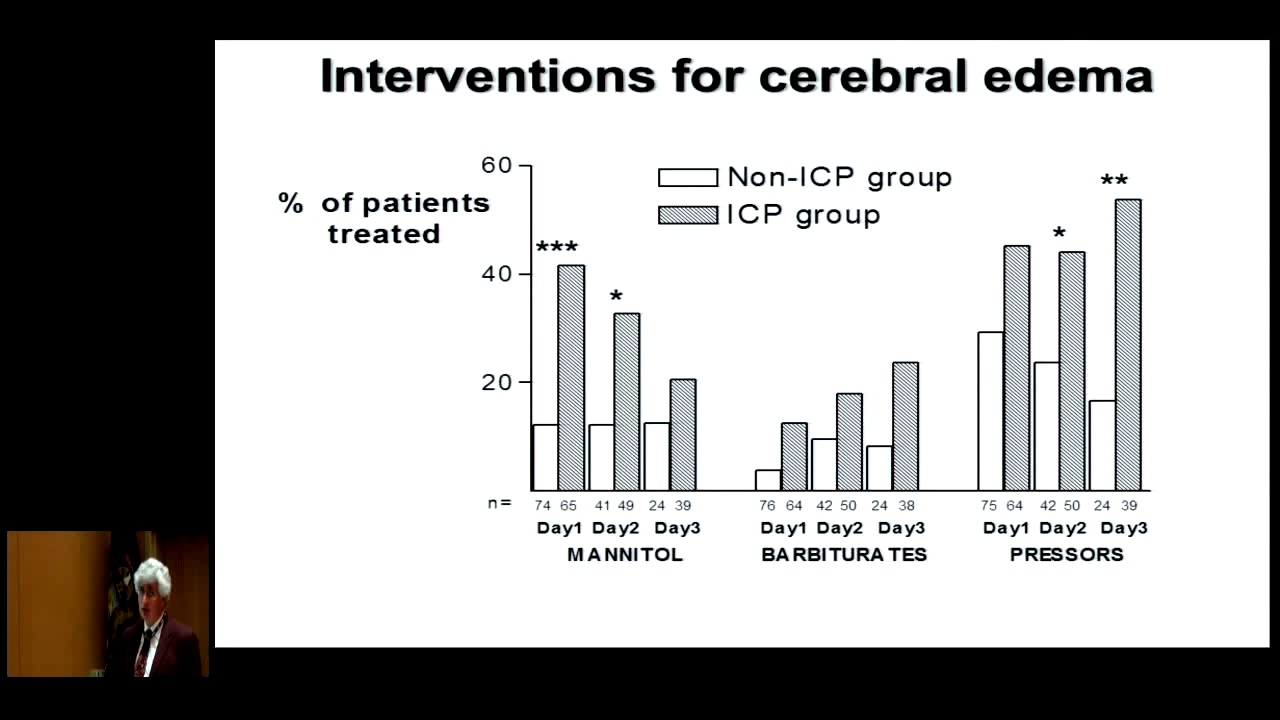 Interventions for cerebral edema
% of patients
treated
60
40
20
Non-ICP group
ICP group
***
*
*
**
n= 74 65 41 49 24 39 76 64 42 50 24 38 75 64 42 50 24 39
Day1 Day2 Day3 Day1 Day2 Day3 Day1 Day2 Day3
MANNITOL BARBITURATES PRESSORS